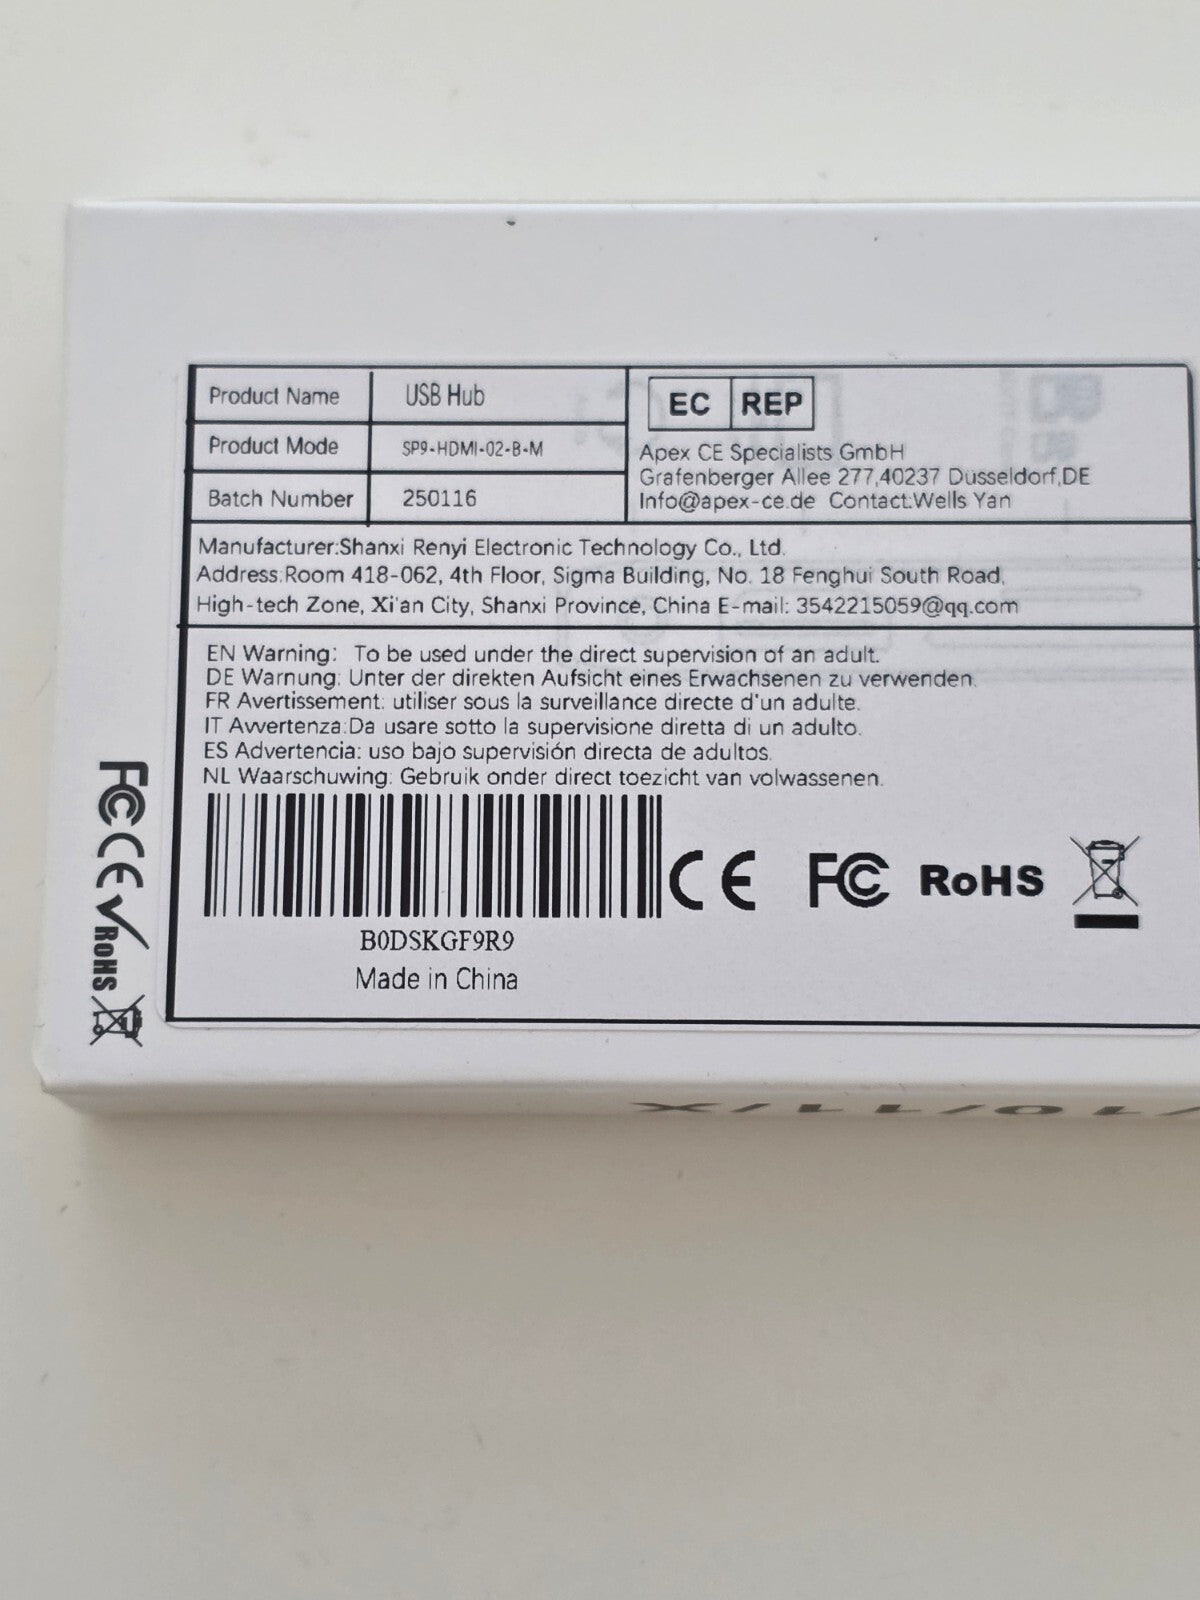 Product Name USB Hub
Product Mode SP9-HDMI-02-B-M
Batch Number 250116
EC REP
Apex CE Specialists GmbH
Grafenberger Allee 277,40237 Dusseldorf,DE
Info@apex-ce.de Contact:Wells Yan
Manufacturer:Shanxi Renyi Electronic Technology Co., Ltd.
Address:Room 418-062, 4th Floor, Sigma Building, No. 18 Fenghui South Road,
High-tech Zone, Xi'an City, Shanxi Province, China E-mail: 3542215059@qq.com
EN Warning: To be used under the direct supervision of an adult.
DE Warnung: Unter der direkten Aufsicht eines Erwachsenen zu verwenden.
FR Avertissement: utiliser sous la surveillance directe d'un adulte.
IT Avvertenza:Da usare sotto la supervisione diretta di un adulto.
ES Advertencia: uso bajo supervisión directa de adultos.
NL Waarschuwing: Gebruik onder direct toezicht van volwassenen.
B0DSKGF9R9
Made in China
CE FC RoHS
FC CE RoHS